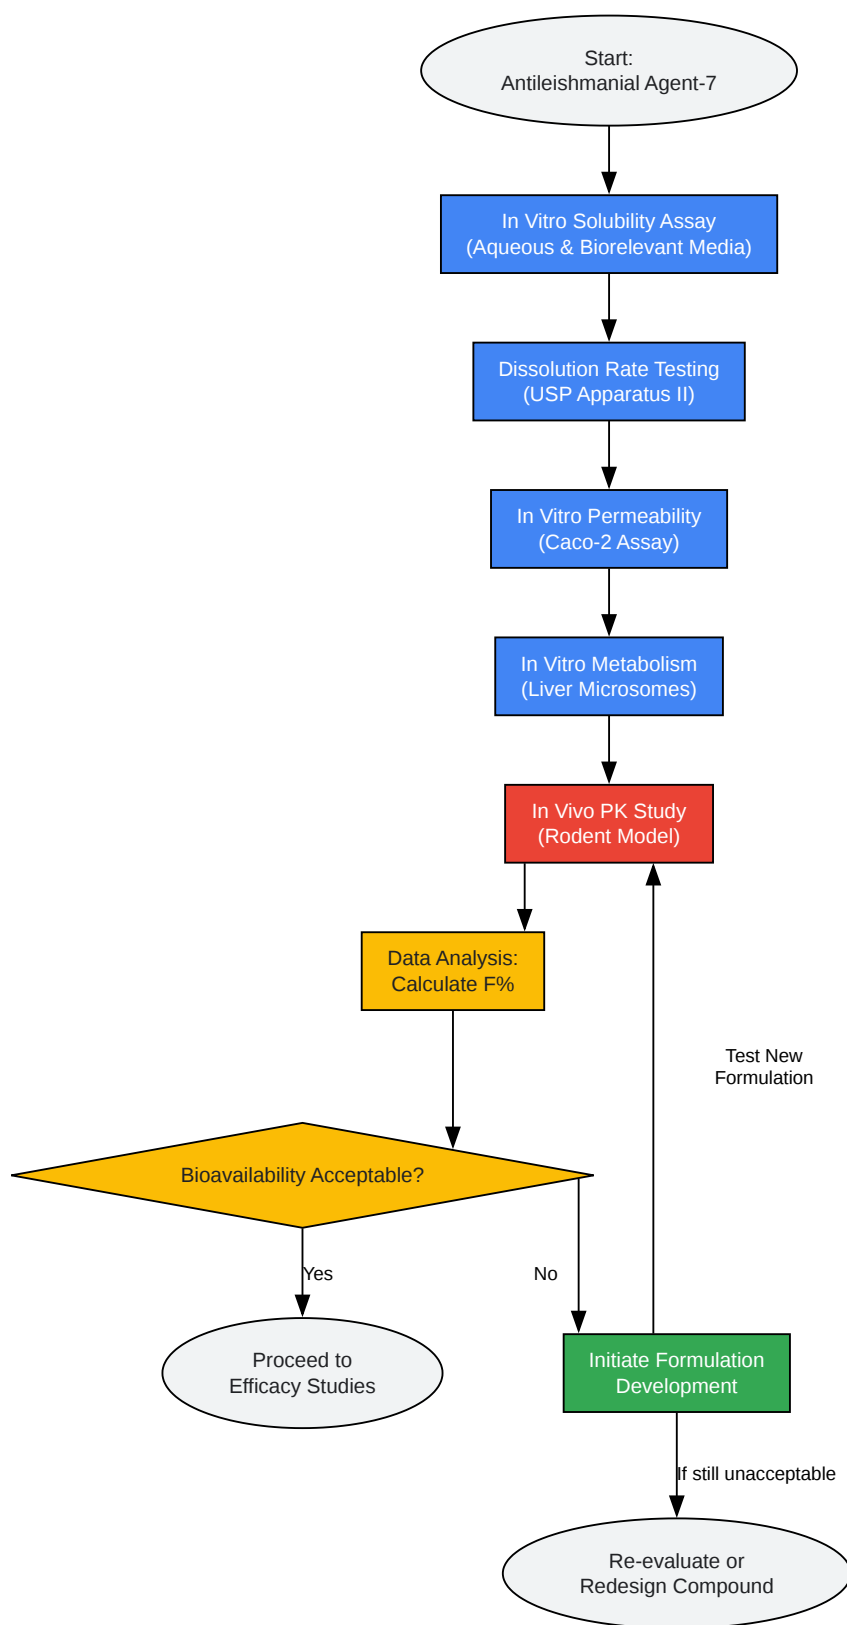 Start:
Antileishmanial Agent-7
In Vitro Solubility Assay
(Aqueous & Biorelevant Media)
Dissolution Rate Testing
(USP Apparatus II)
In Vitro Permeability
(Caco-2 Assay)
In Vitro Metabolism
(Liver Microsomes)
In Vivo PK Study
(Rodent Model)
Data Analysis:
Calculate F%
Test New
Formulation
Bioavailability Acceptable?
Yes
No
Proceed to
Efficacy Studies
Initiate Formulation
Development
If still unacceptable
Re-evaluate or
Redesign Compound